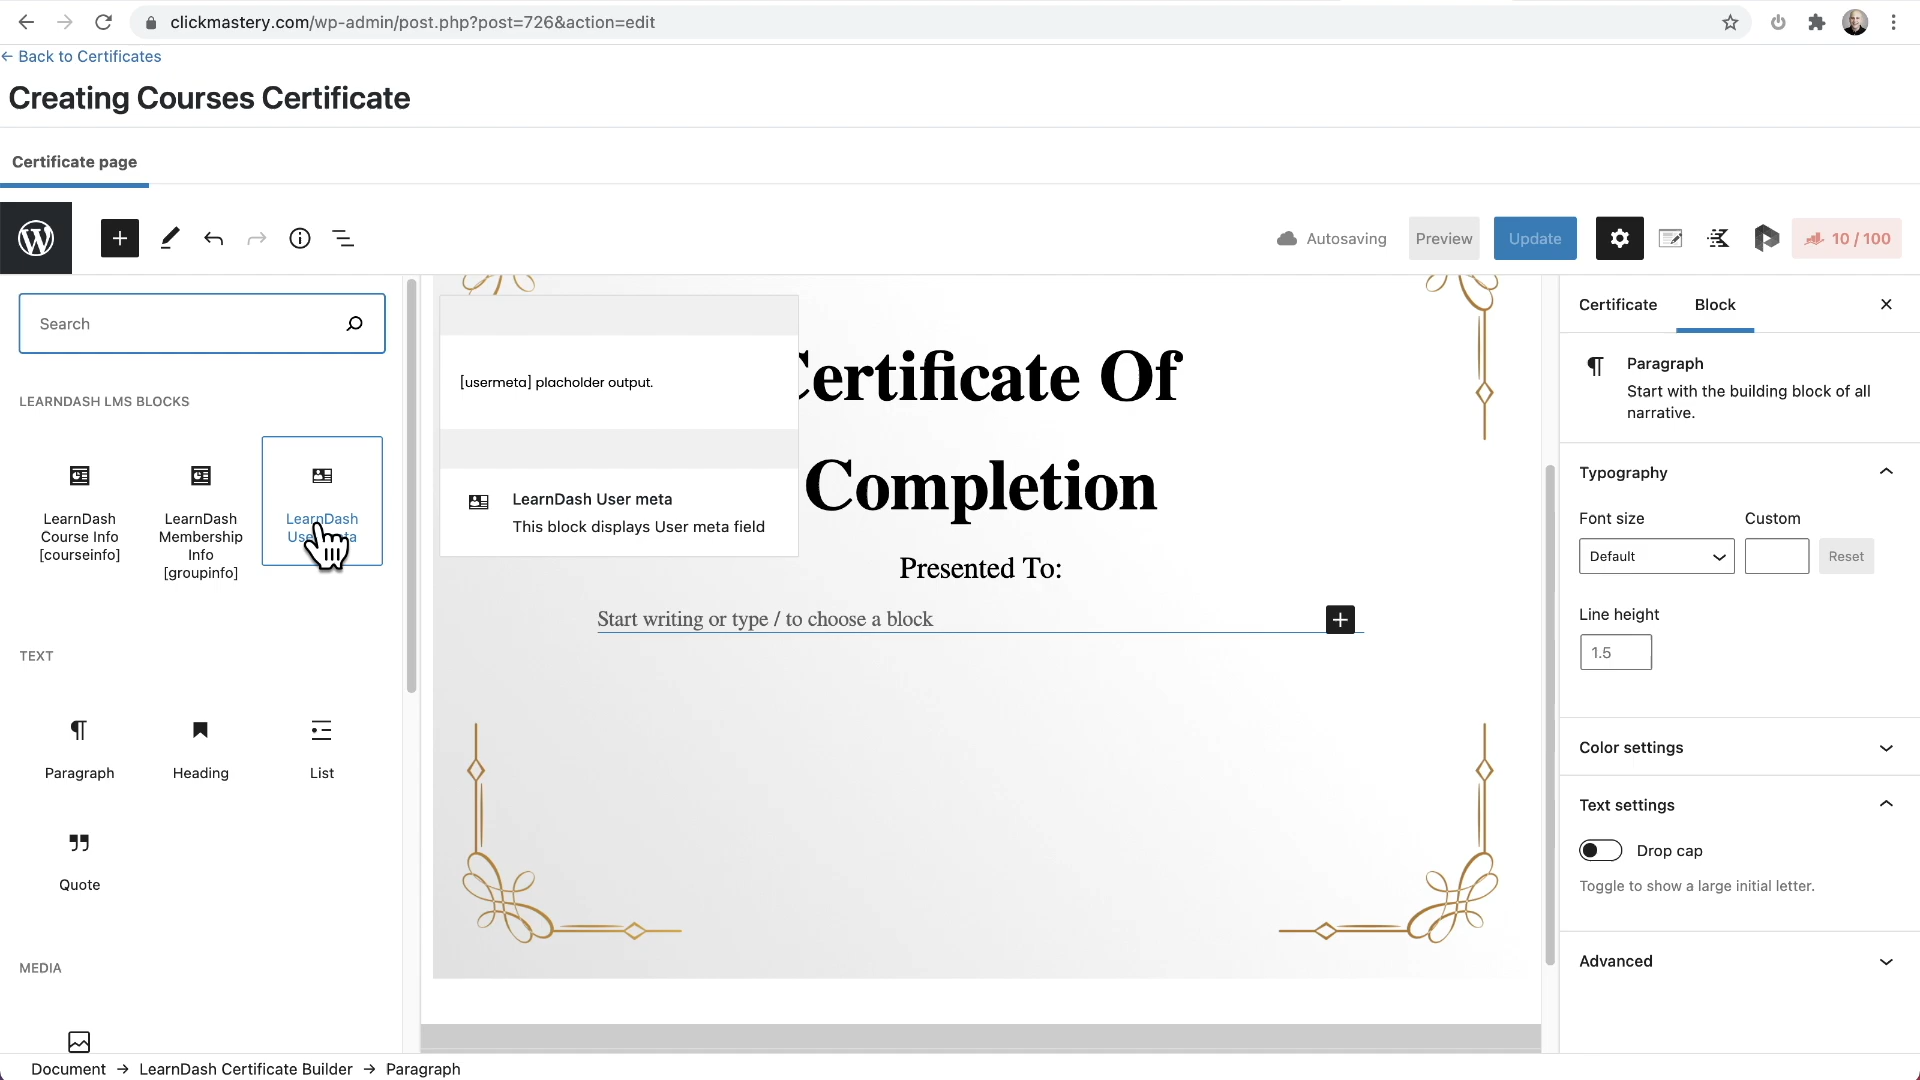 clickmastery.com/wp-admin/post.php?post=726&action=edit
← Back to Certificates
Creating Courses Certificate
Certificate page
Autosaving
Preview
Update
10 / 100
Search
LEARNDASH LMS BLOCKS
LearnDash
Course Info
[courseinfo]
LearnDash
Membership
Info
[groupinfo]
LearnDash
TEXT
Paragraph
Heading
List
Quote
MEDIA
[usermeta] placholder output.
LearnDash User meta
This block displays User meta field
Certificate Of
Completion
Presented To:
Start writing or type / to choose a block
Certificate
Block
Paragraph
Start with the building block of all
narrative.
Typography
Font size
Custom
Default
Reset
Line height
1.5
Color settings
Text settings
Drop cap
Toggle to show a large initial letter.
Advanced
Document → LearnDash Certificate Builder → Paragraph